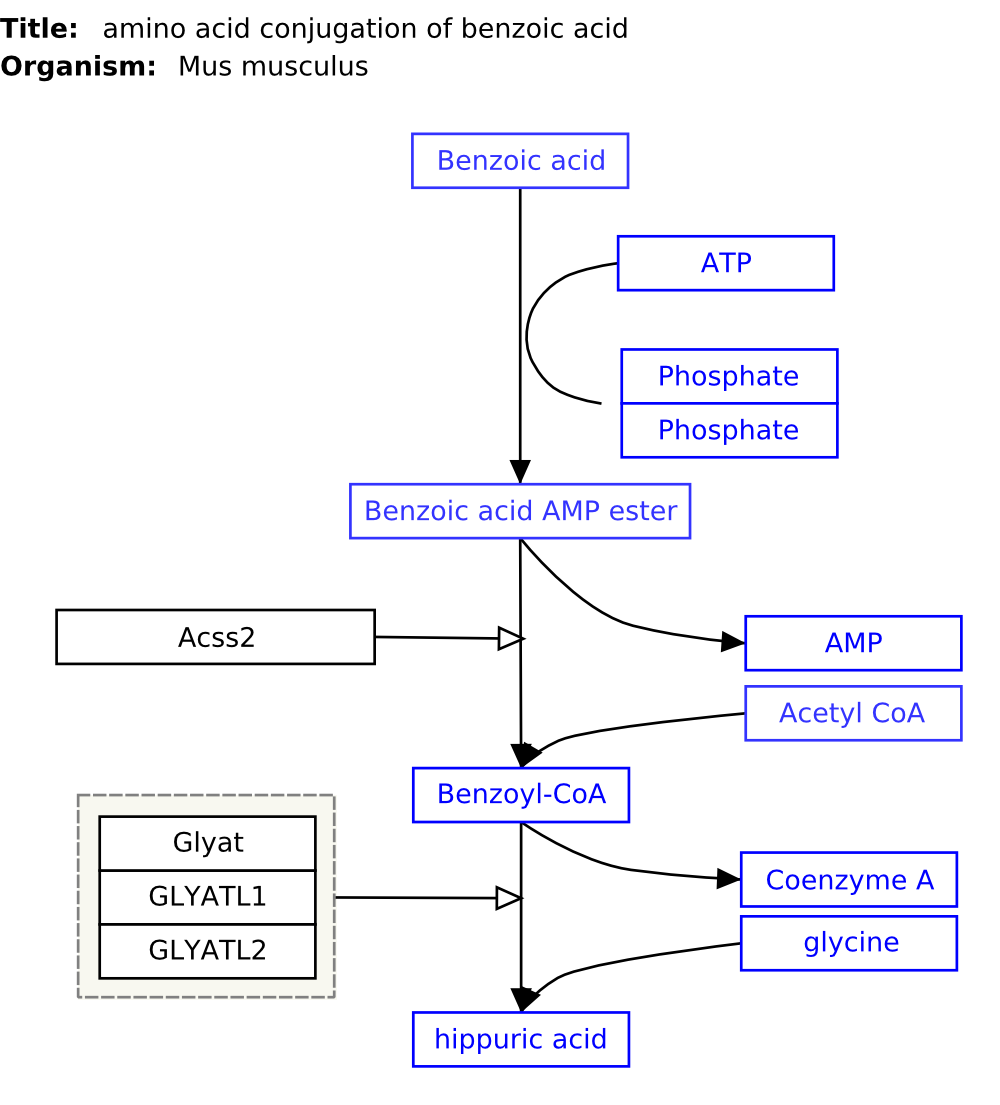 Title: amino acid conjugation of benzoic acid
Organism: Mus musculus
Benzoic acid
ATP
Phosphate
Phosphate
Benzoic acid AMP ester
Acss2
AMP
Acetyl CoA
Benzoyl-CoA
Glyat
GLYATL1
GLYATL2
Coenzyme A
glycine
hippuric acid